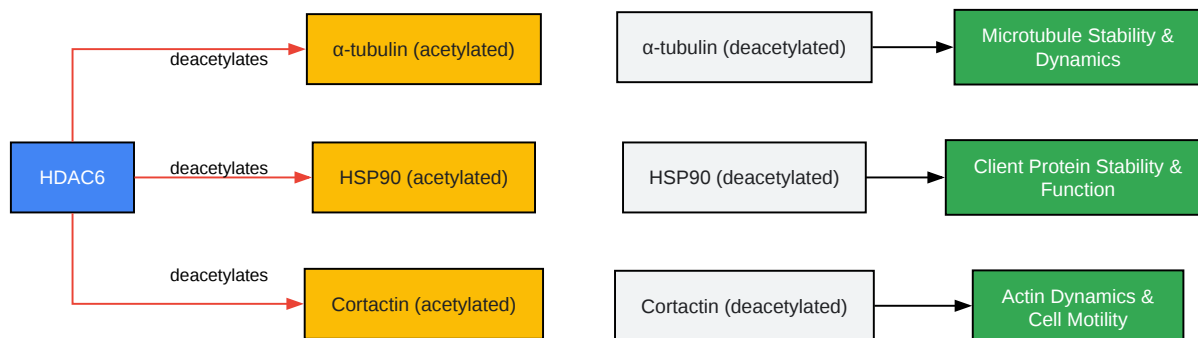 deacetylates
α-tubulin (acetylated)
α-tubulin (deacetylated)
Microtubule Stability &
Dynamics
HDAC6
deacetylates
HSP90 (acetylated)
HSP90 (deacetylated)
Client Protein Stability &
Function
deacetylates
Cortactin (acetylated)
Cortactin (deacetylated)
Actin Dynamics &
Cell Motility